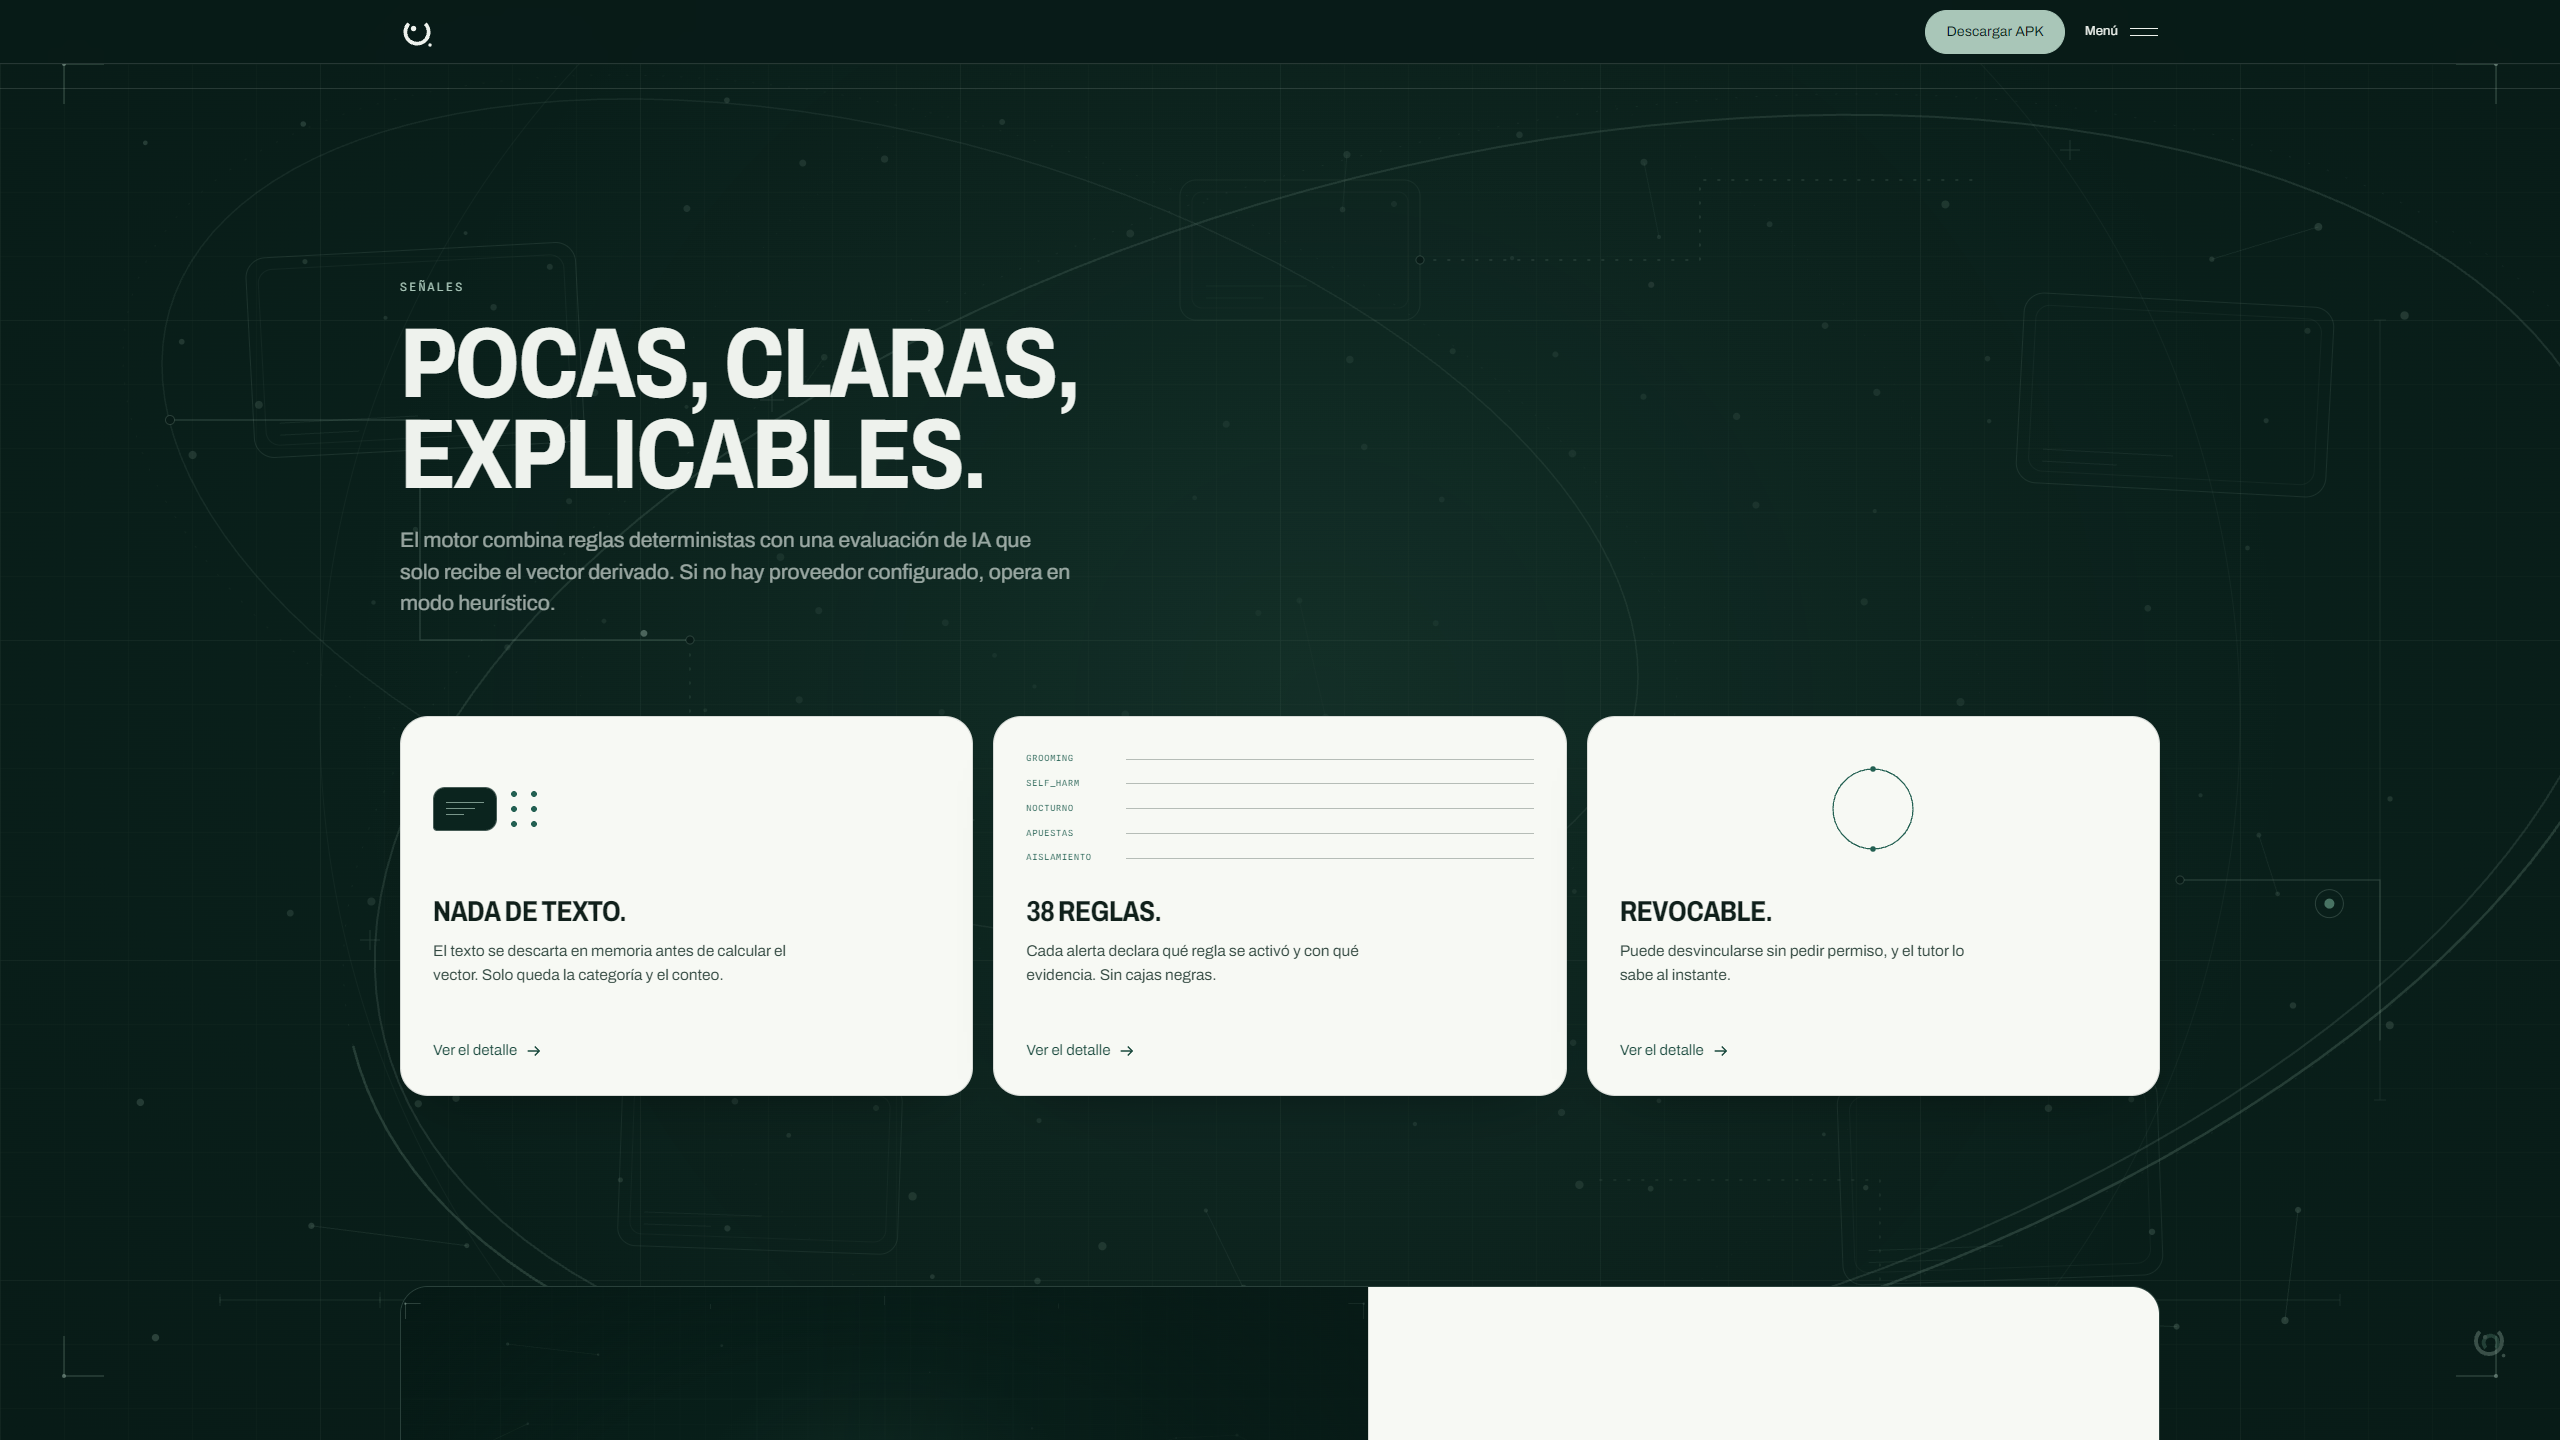 Descargar APK
Menú
SEÑALES
POCAS, CLARAS,
EXPLICABLES.
El motor combina reglas deterministas con una evaluación de IA que
solo recibe el vector derivado. Si no hay proveedor configurado, opera en
modo heurístico.
NADA DE TEXTO.
El texto se descarta en memoria antes de calcular el
vector. Solo queda la categoría y el conteo.
Ver el detalle
GROOMING
SELF_HARM
NOCTURNO
APUESTAS
AISLAMIENTO
38 REGLAS.
Cada alerta declara qué regla se activó y con qué
evidencia. Sin cajas negras.
Ver el detalle
REVOCABLE.
Puede desvincularse sin pedir permiso, y el tutor lo
sabe al instante.
Ver el detalle